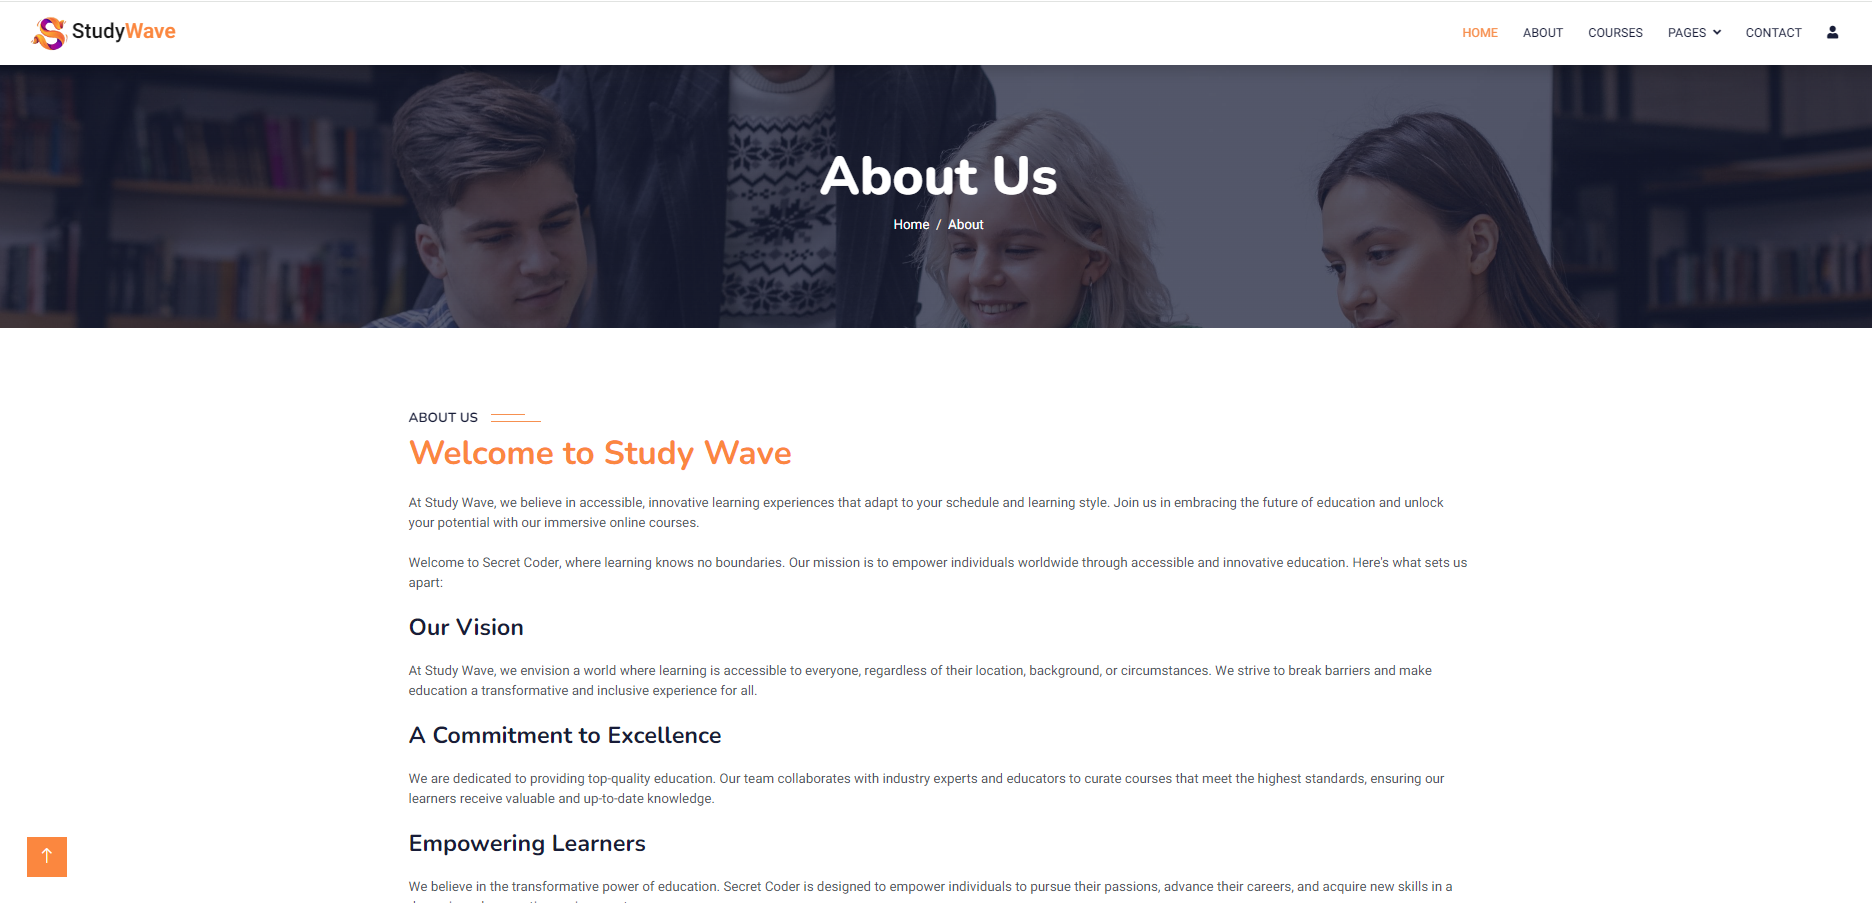 StudyWave
HOME ABOUT COURSES PAGES CONTACT
About Us
Home / About
ABOUT US
Welcome to Study Wave
At Study Wave, we believe in accessible, innovative learning experiences that adapt to your schedule and learning style. Join us in embracing the future of education and unlock
your potential with our immersive online courses.
Welcome to Secret Coder, where learning knows no boundaries. Our mission is to empower individuals worldwide through accessible and innovative education. Here's what sets us
apart:
Our Vision
At Study Wave, we envision a world where learning is accessible to everyone, regardless of their location, background, or circumstances. We strive to break barriers and make
education a transformative and inclusive experience for all.
A Commitment to Excellence
We are dedicated to providing top-quality education. Our team collaborates with industry experts and educators to curate courses that meet the highest standards, ensuring our
learners receive valuable and up-to-date knowledge.
Empowering Learners
We believe in the transformative power of education. Secret Coder is designed to empower individuals to pursue their passions, advance their careers, and acquire new skills in a